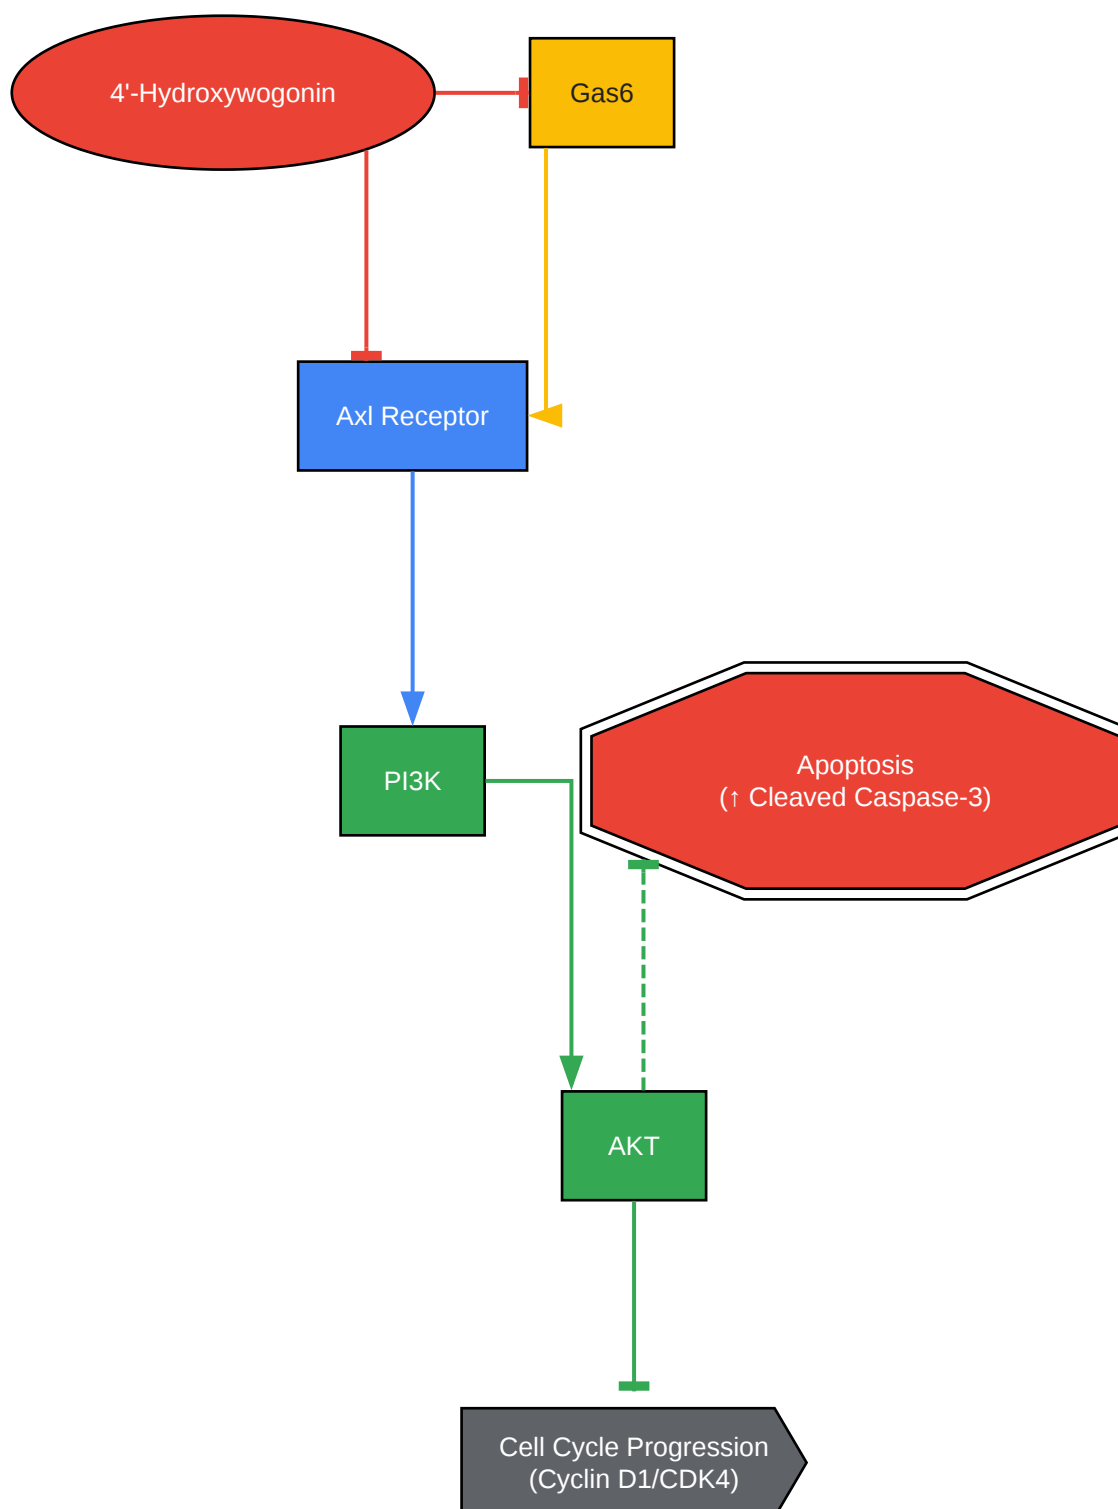 4'-Hydroxywogonin
Gas6
Axl Receptor
PI3K
Apoptosis
(↑ Cleaved Caspase-3)
AKT
Cell Cycle Progression
(Cyclin D1/CDK4)